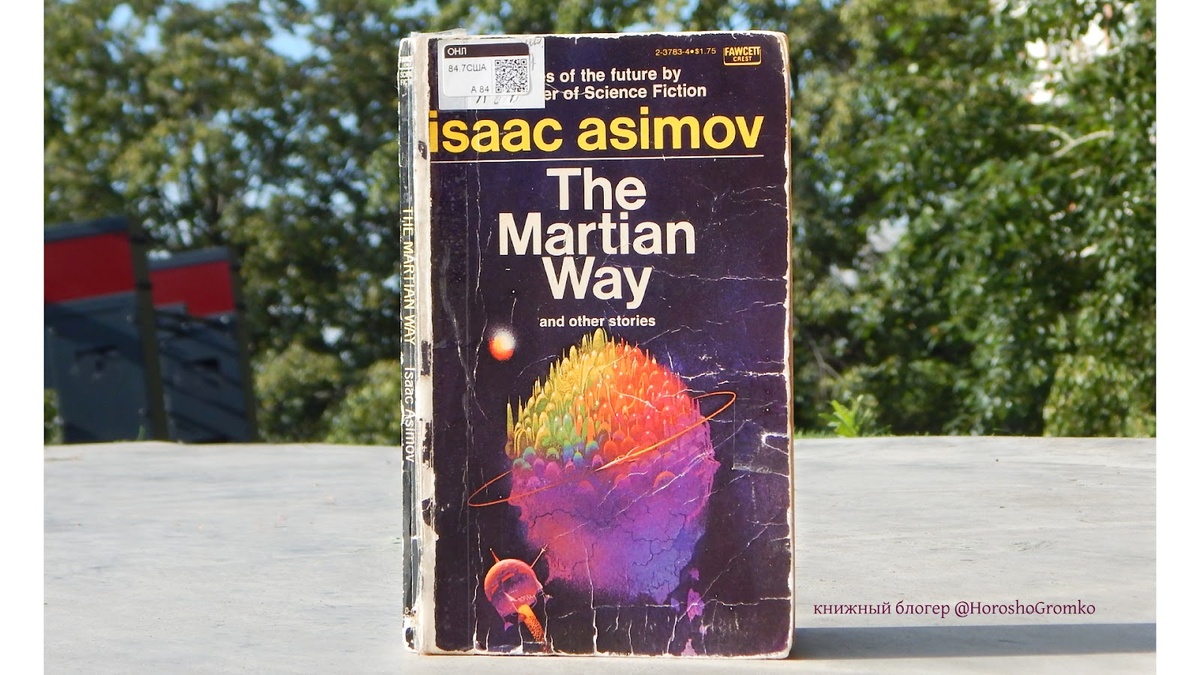 ОНЛ
84.7США
А 84
2-3783-4•$1.75
FAWCETT
CREST
s of the future by
er of Science Fiction
isaac asimov
The
Martian
Way
and other stories
THE MARTIAN WAY Isaac Asimov
книжный блогер @HoroshoGromko